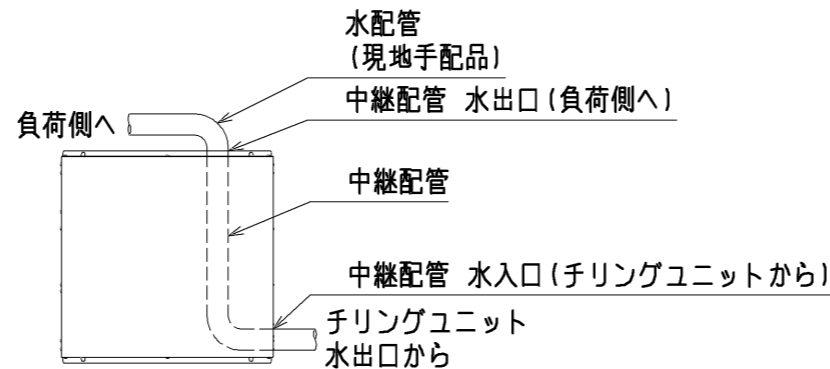 水配管
(現地手配品)
中継配管 水出口(負荷側へ)
負荷側へ
中継配管
中継配管 水入口(チリングユニットから)
チリングユニット
水出口から